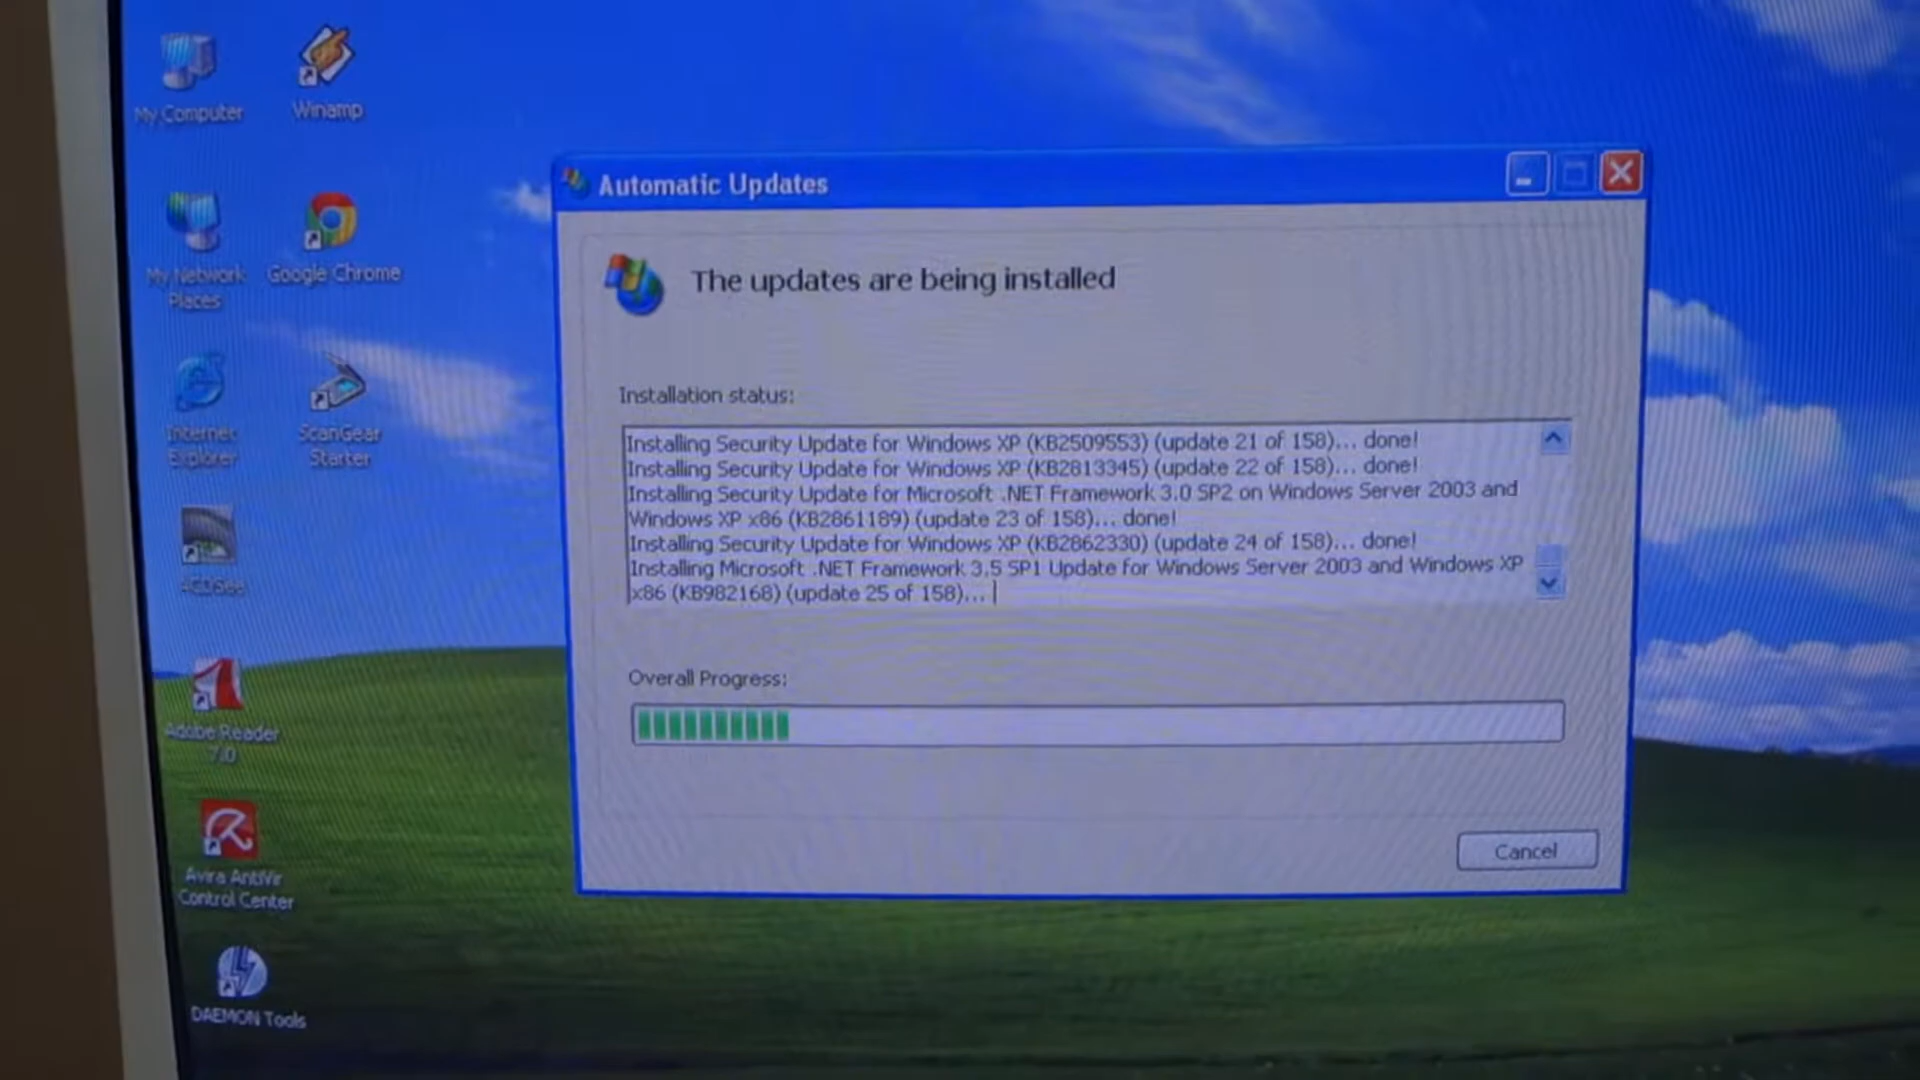 My Computer
Winamp
My Network
Places
Google Chrome
Internet
Explorer
ScanGear
Starter
ACDSee
Adobe Reader
7.0
Avira AntiVir
Control Center
DAEMON Tools
Automatic Updates
The updates are being installed
Installation status:
Installing Security Update for Windows XP (KB2509553) (update 21 of 158)... done!
Installing Security Update for Windows XP (KB2813345) (update 22 of 158)... done!
Installing Security Update for Microsoft .NET Framework 3.0 SP2 on Windows Server 2003 and
Windows XP x86 (KB2861189) (update 23 of 158)... done!
Installing Security Update for Windows XP (KB2862330) (update 24 of 158)... done!
Installing Microsoft .NET Framework 3.5 SP1 Update for Windows Server 2003 and Windows XP
x86 (KB982168) (update 25 of 158)...
Overall Progress:
Cancel